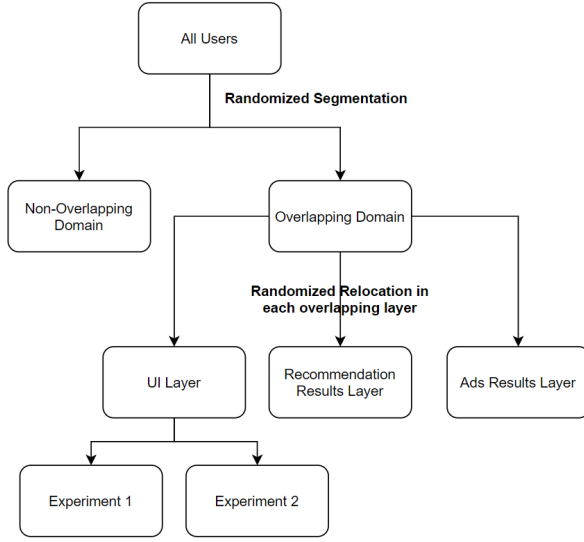 All Users
Randomized Segmentation
Non-Overlapping
Domain
Overlapping Domain
Randomized Relocation in
each overlapping layer
UI Layer
Recommendation
Results Layer
Ads Results Layer
Experiment 1
Experiment 2